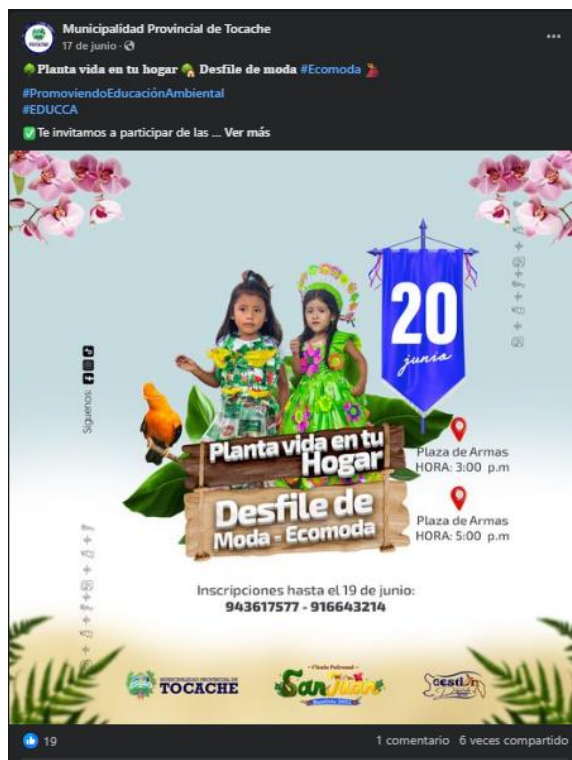 Municipalidad Provincial de Tocache
17 de junio
Planta vida en tu hogar Desfile de moda #Ecomoda
#PromoviendoEducaciónAmbiental
#EDUCCA
Te invitamos a participar de las ... Ver más
20
junio
Síguenos:
Planta vida en tu
Hogar
Plaza de Armas
HORA: 3:00 p.m
Desfile de
Moda - Ecomoda
Plaza de Armas
HORA: 5:00 p.m
Inscripciones hasta el 19 de junio:
943617577 - 916643214
MUNICIPALIDAD PROVINCIAL DE
TOCACHE
Fiesta Patronal
San Juan
Gestión
19
1 comentario 6 veces compartido